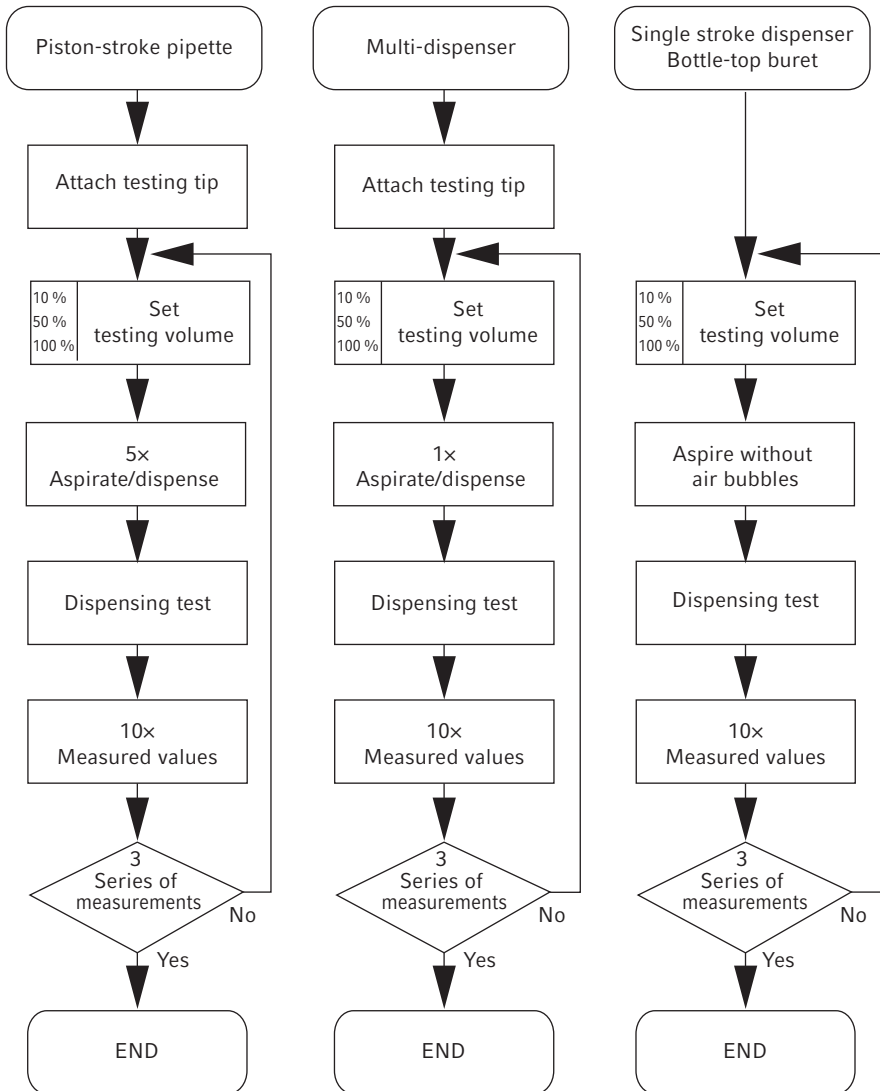 Piston-stroke pipette
Attach testing tip
10 %
50 %
100 %
Set
testing volume
5×
Aspirate/dispense
Dispensing test
10×
Measured values
3
Series of
measurements
No
Yes
END
Multi-dispenser
Attach testing tip
10 %
50 %
100 %
Set
testing volume
1×
Aspirate/dispense
Dispensing test
10×
Measured values
3
Series of
measurements
No
Yes
END
Single stroke dispenser
Bottle-top buret
10 %
50 %
100 %
Set
testing volume
Aspire without
air bubbles
Dispensing test
10×
Measured values
3
Series of
measurements
No
Yes
END